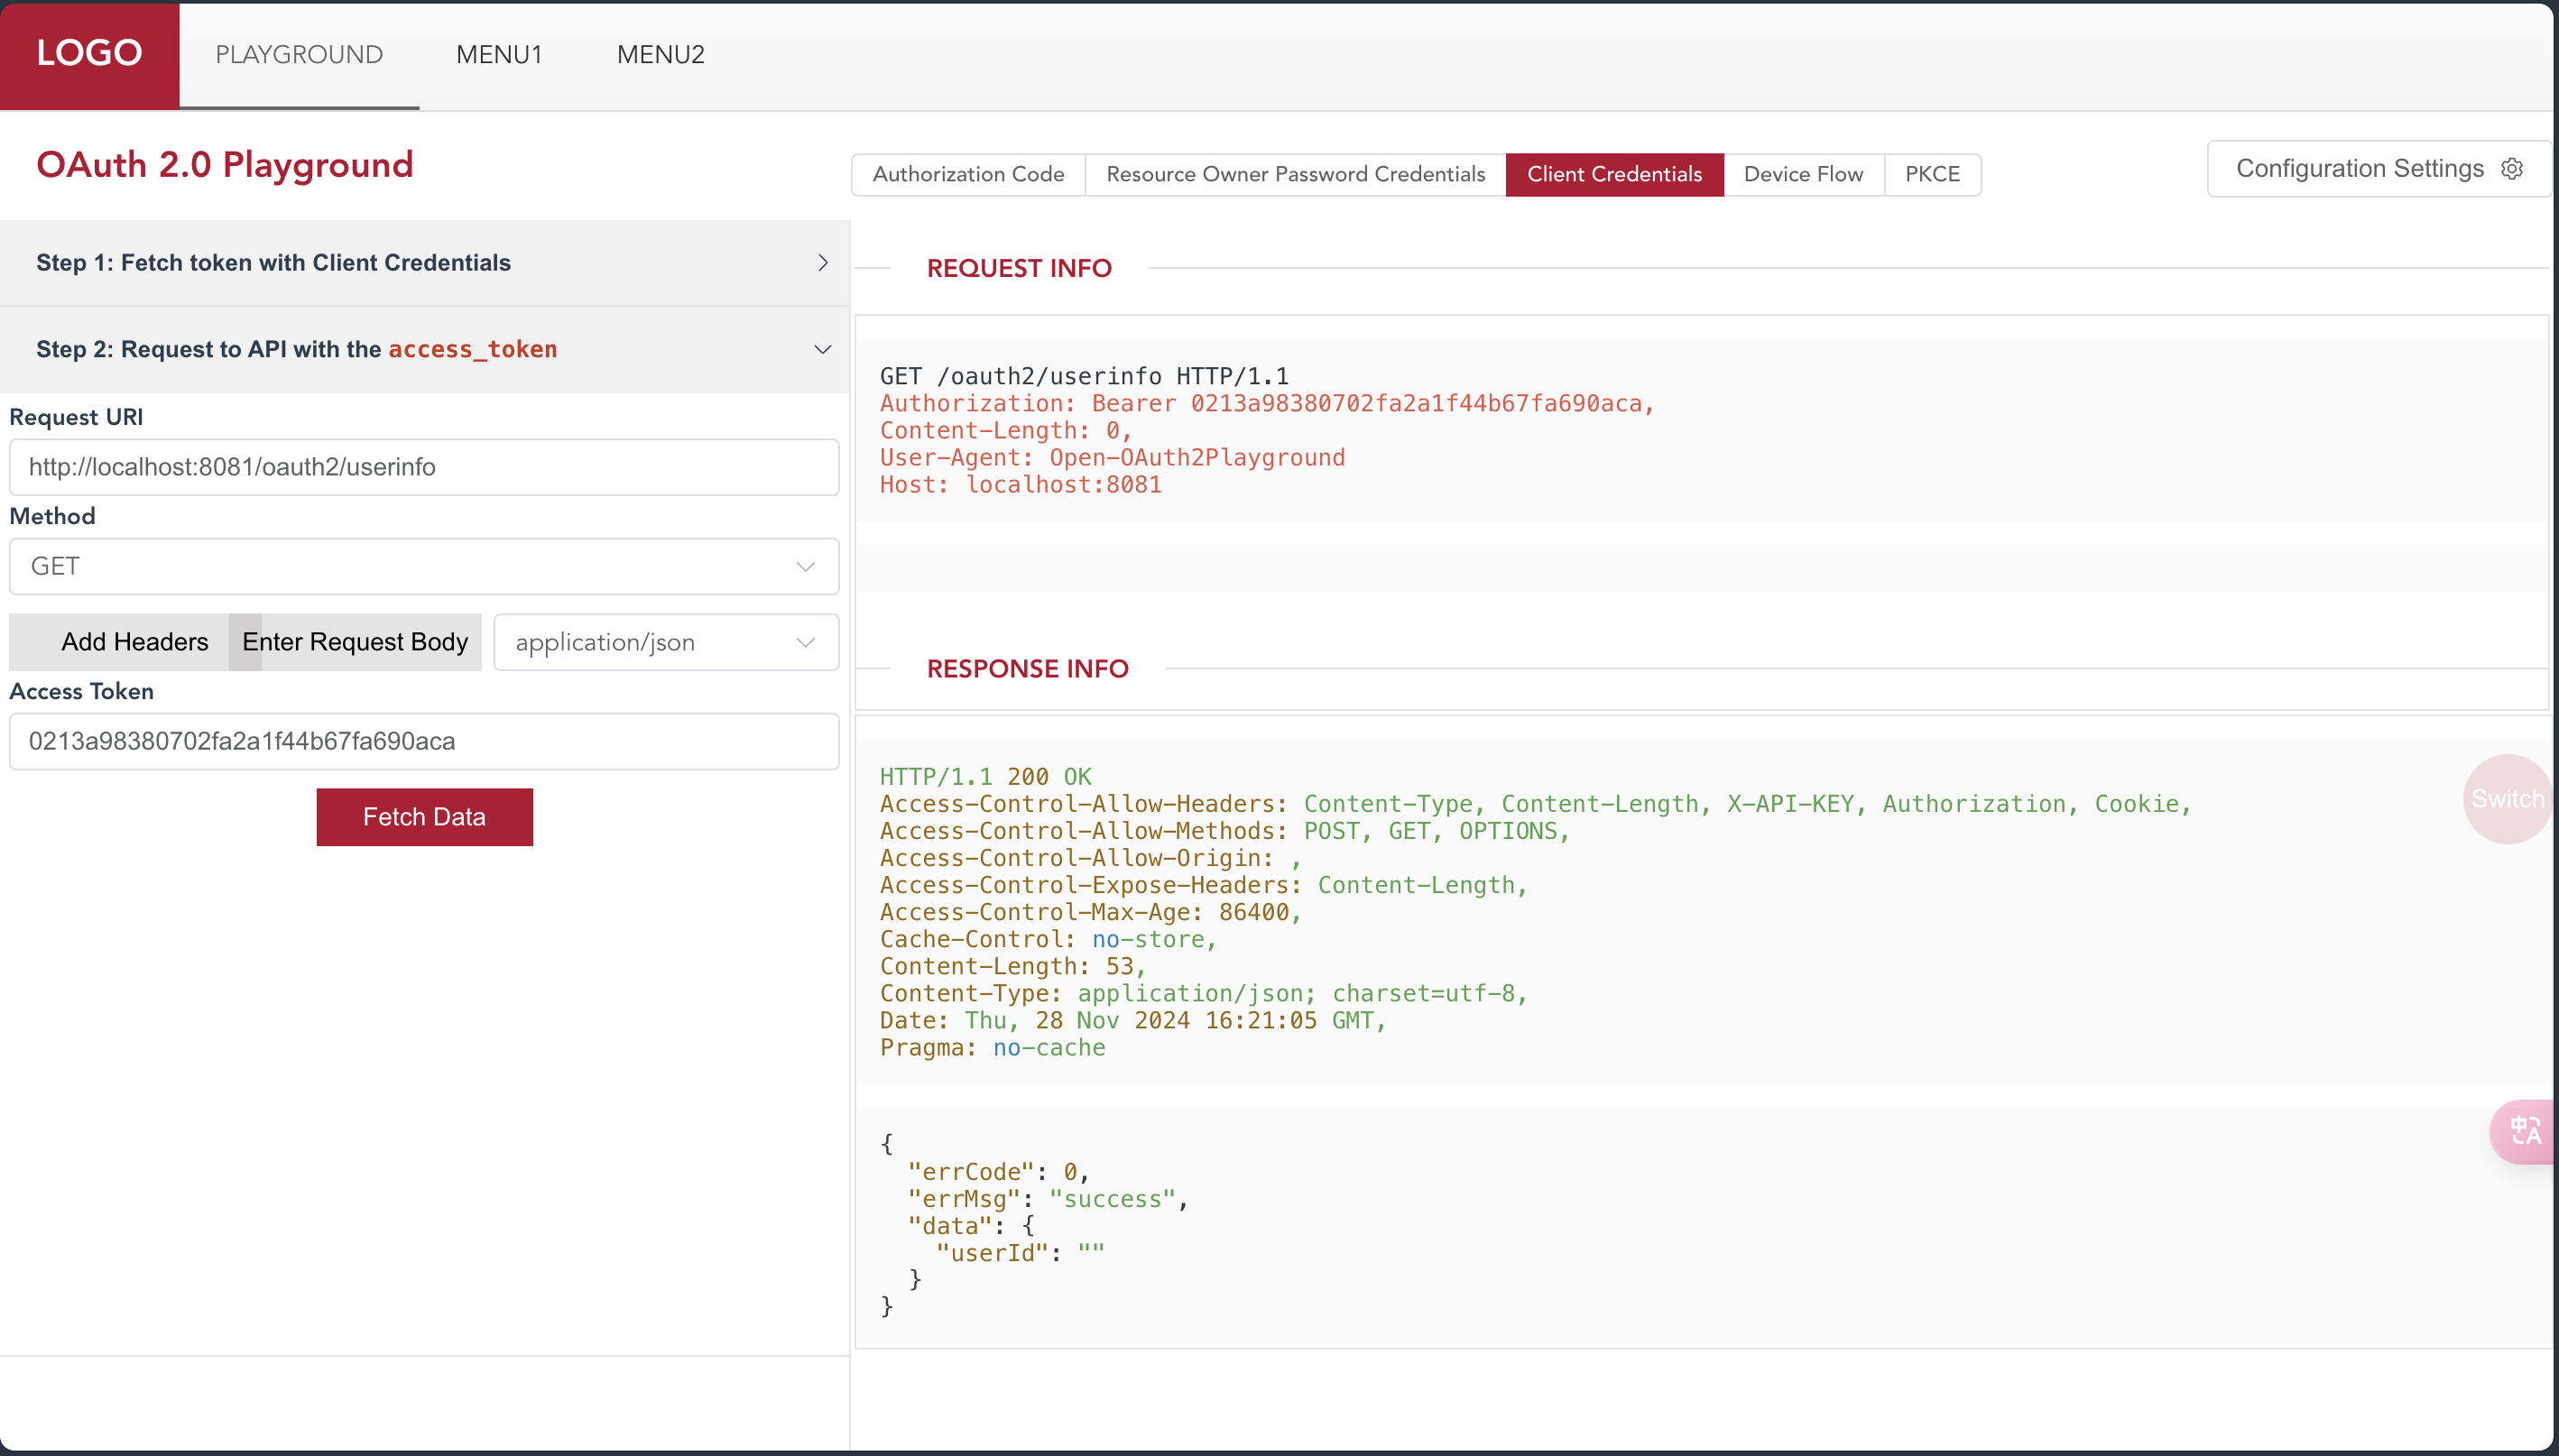 LOGO
PLAYGROUND
MENU1
MENU2
OAuth 2.0 Playground
Authorization Code
Resource Owner Password Credentials
Client Credentials
Device Flow
PKCE
Configuration Settings
Step 1: Fetch token with Client Credentials
Step 2: Request to API with the access_token
Request URI
http://localhost:8081/oauth2/userinfo
Method
GET
Add Headers
Enter Request Body
application/json
Access Token
0213a98380702fa2a1f44b67fa690aca
Fetch Data
REQUEST INFO
GET /oauth2/userinfo HTTP/1.1
Authorization: Bearer 0213a98380702fa2a1f44b67fa690aca,
Content-Length: 0,
User-Agent: Open-OAuth2Playground
Host: localhost:8081
RESPONSE INFO
HTTP/1.1 200 OK
Access-Control-Allow-Headers: Content-Type, Content-Length, X-API-KEY, Authorization, Cookie,
Access-Control-Allow-Methods: POST, GET, OPTIONS,
Access-Control-Allow-Origin: ,
Access-Control-Expose-Headers: Content-Length,
Access-Control-Max-Age: 86400,
Cache-Control: no-store,
Content-Length: 53,
Content-Type: application/json; charset=utf-8,
Date: Thu, 28 Nov 2024 16:21:05 GMT,
Pragma: no-cache
{
"errCode": 0,
"errMsg": "success",
"data": {
"userId": ""
}
}
Switch
中A